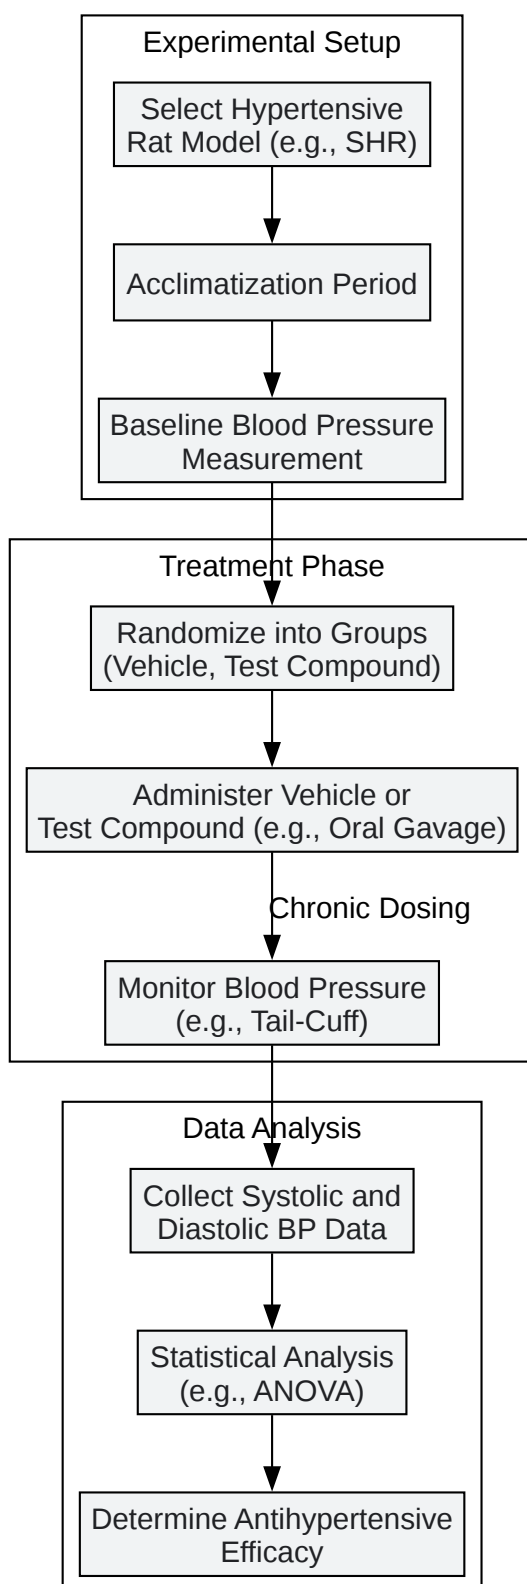 Experimental Setup
Select Hypertensive
Rat Model (e.g., SHR)
Acclimatization Period
Baseline Blood Pressure
Measurement
Treatment Phase
Randomize into Groups
(Vehicle, Test Compound)
Administer Vehicle or
Test Compound (e.g., Oral Gavage)
Chronic Dosing
Monitor Blood Pressure
(e.g., Tail-Cuff)
Data Analysis
Collect Systolic and
Diastolic BP Data
Statistical Analysis
(e.g., ANOVA)
Determine Antihypertensive
Efficacy